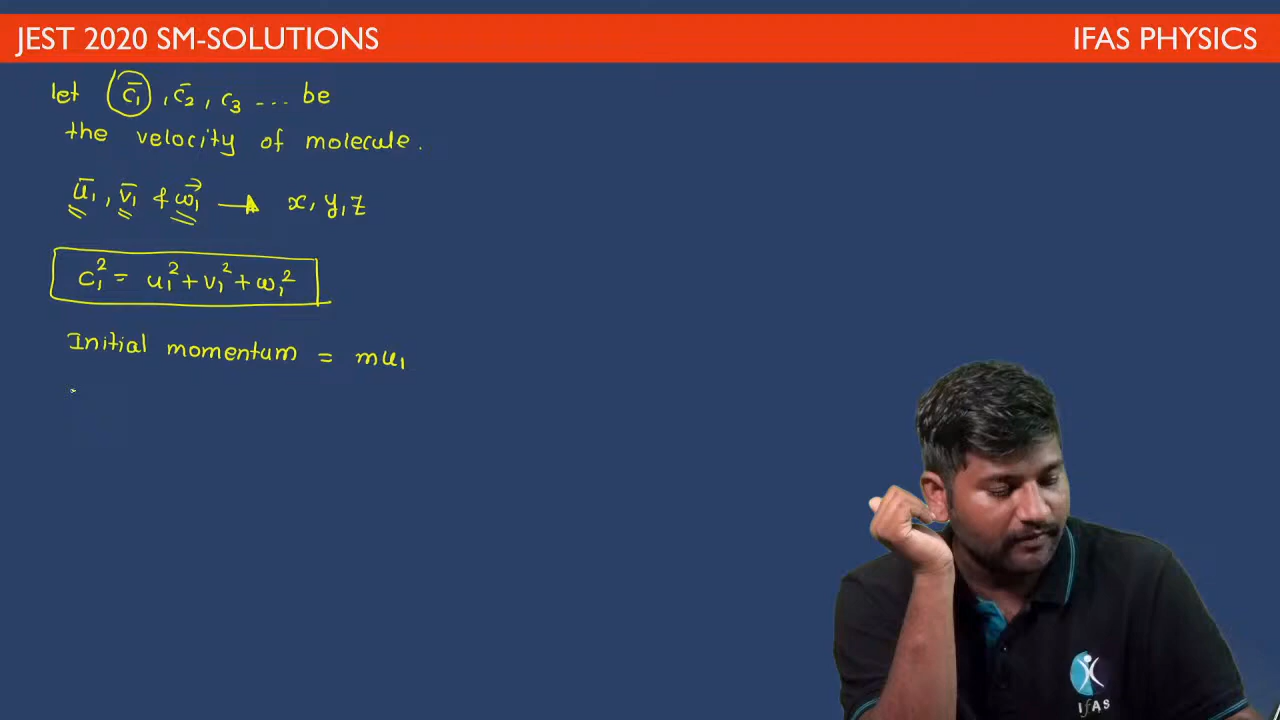 JEST 2020 SM-SOLUTIONS
IFAS PHYSICS
let c̄₁, c̄₂, c₃ ... be
the velocity of molecule.
ū₁, v̄₁ & ω⃗₁ → x, y, z
c₁² = u₁² + v₁² + ω₁²
Initial momentum = mu₁
IfAS